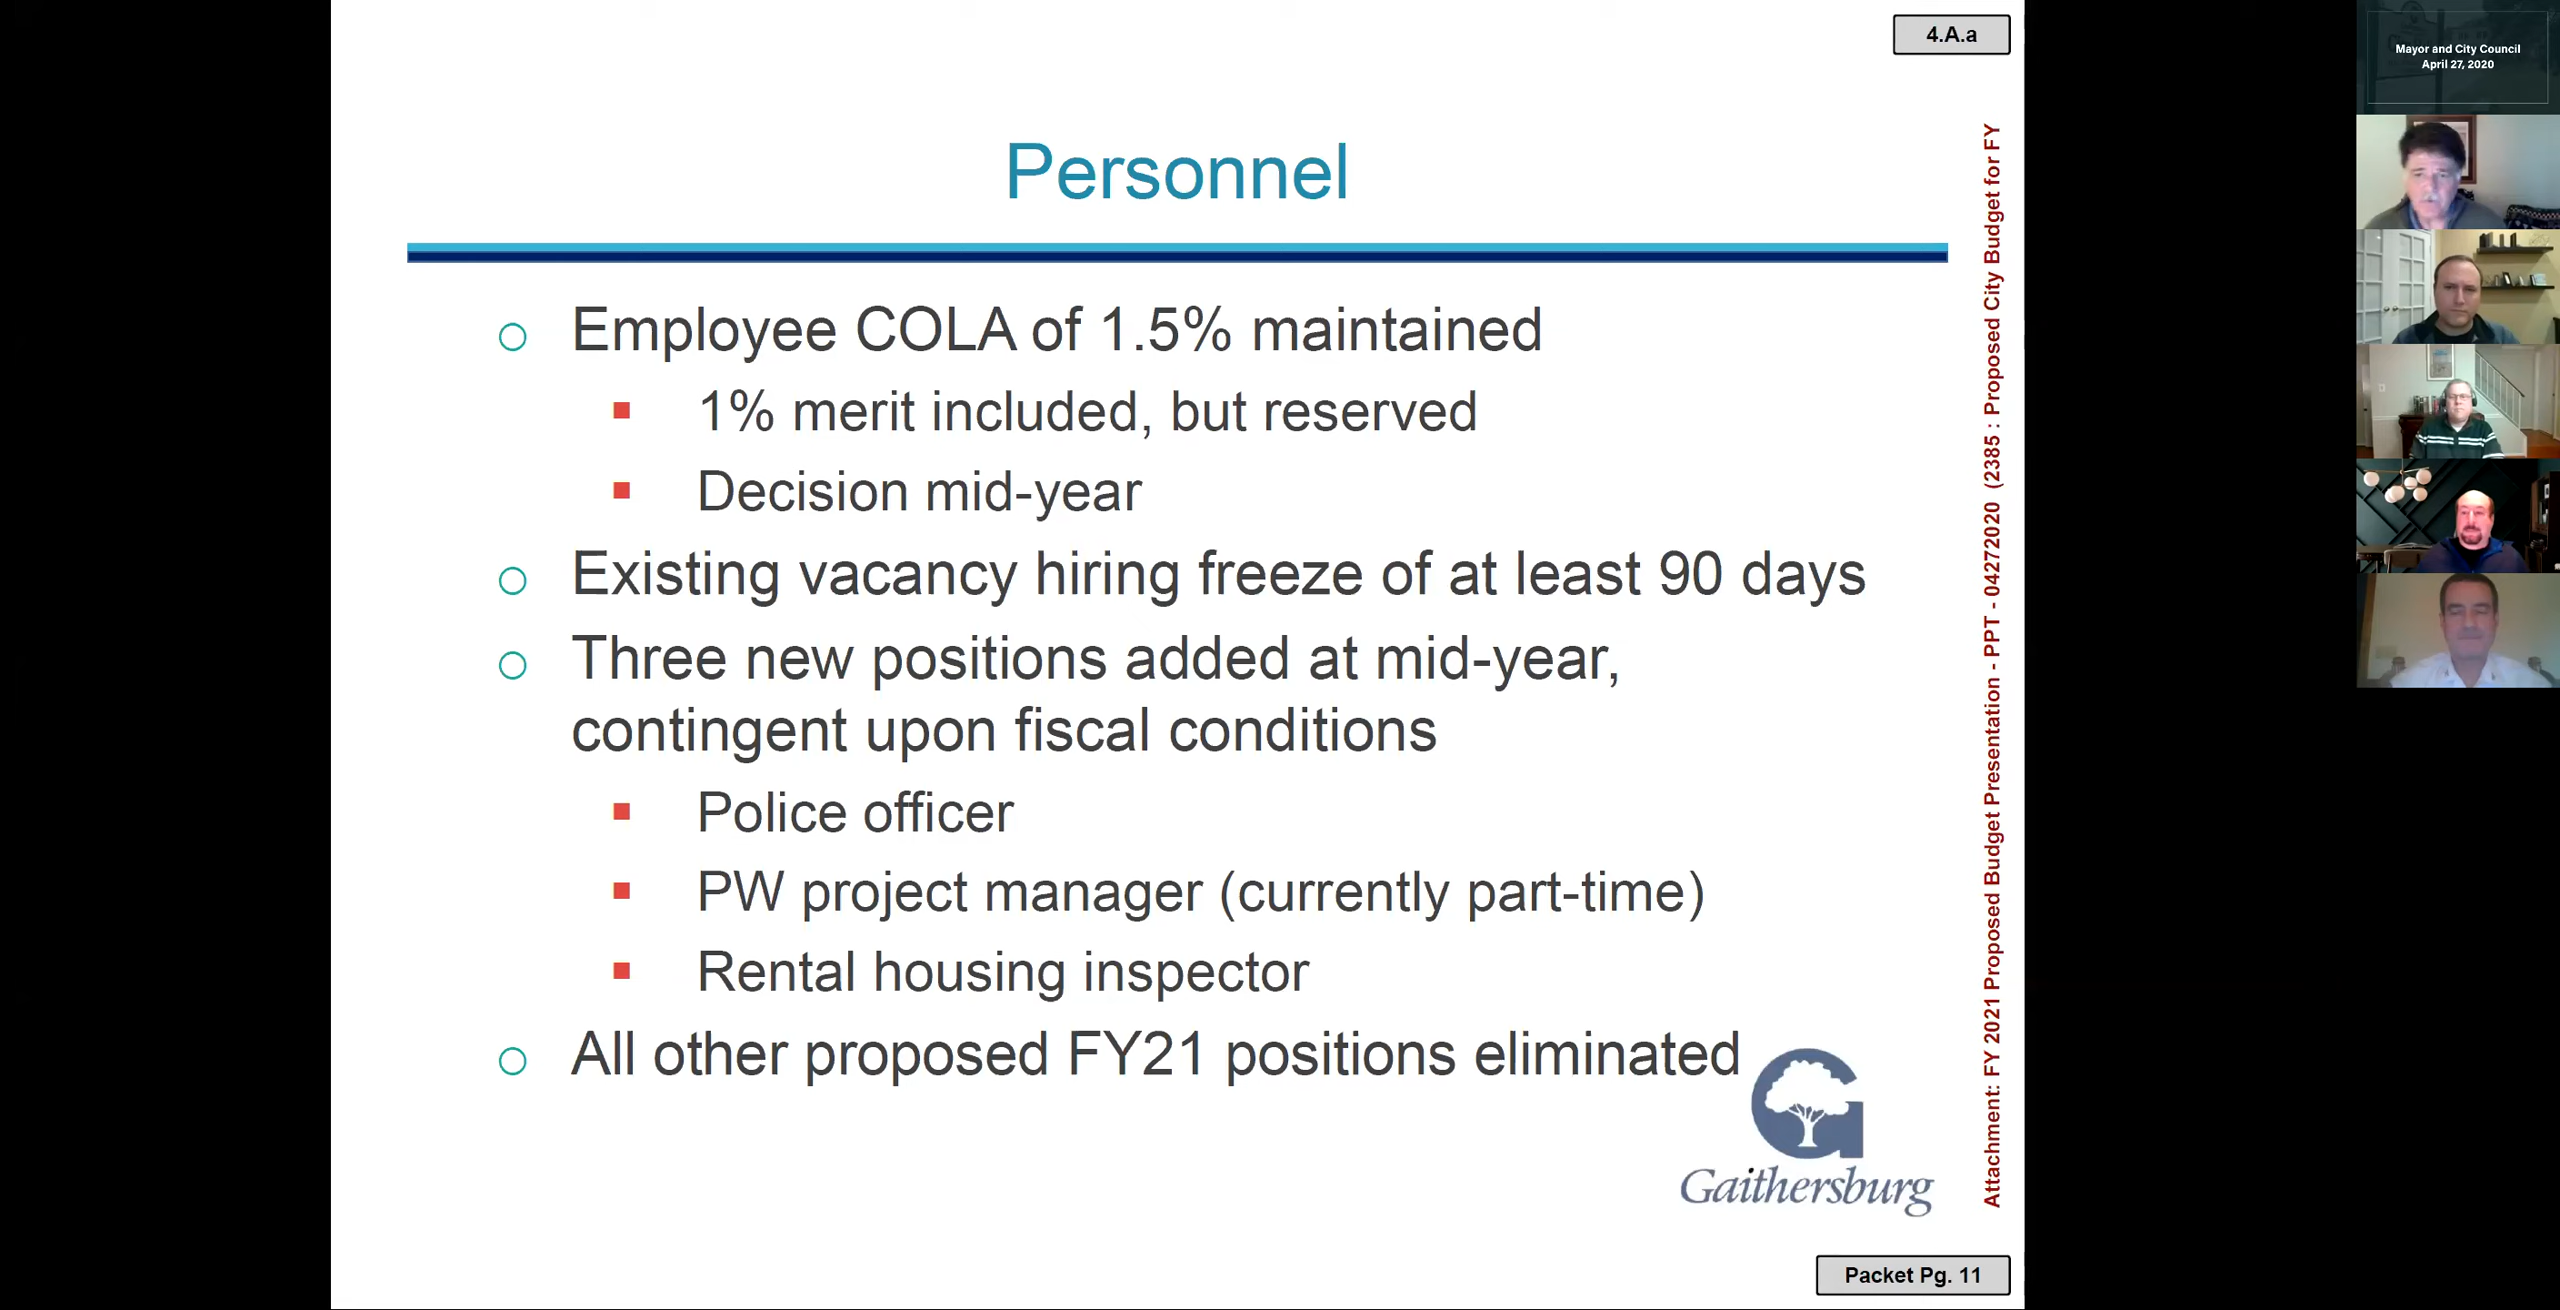 4.A.a
Personnel
Employee COLA of 1.5% maintained
1% merit included, but reserved
Decision mid-year
Existing vacancy hiring freeze of at least 90 days
Three new positions added at mid-year,
contingent upon fiscal conditions
Police officer
PW project manager (currently part-time)
Rental housing inspector
All other proposed FY21 positions eliminated
Gaithersburg
Packet Pg. 11
Attachment: FY 2021 Proposed Budget Presentation - PPT - 04272020 (2385 : Proposed City Budget for FY
Mayor and City Council
April 27, 2020